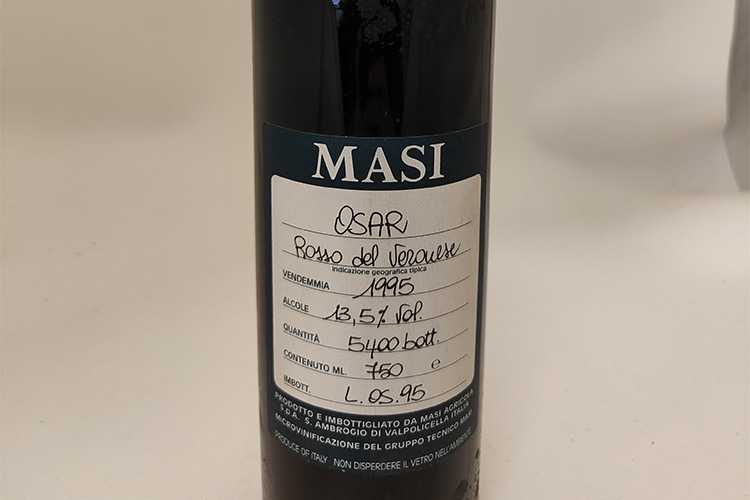 MASI
OSAR
Rosso del Veronese
indicazione geografica tipica
VENDEMMIA 1995
ALCOLE 13,5% Vol.
QUANTITÀ 5400 bott.
CONTENUTO ML. 750 e
IMBOTT. L.OS.95
PRODOTTO E IMBOTTIGLIATO DA MASI AGRICOLA
S.p.A. S. AMBROGIO DI VALPOLICELLA ITALIA
MICROVINIFICAZIONE DEL GRUPPO TECNICO MASI
PRODUCE OF ITALY NON DISPERDERE IL VETRO NELL'AMBIENTE